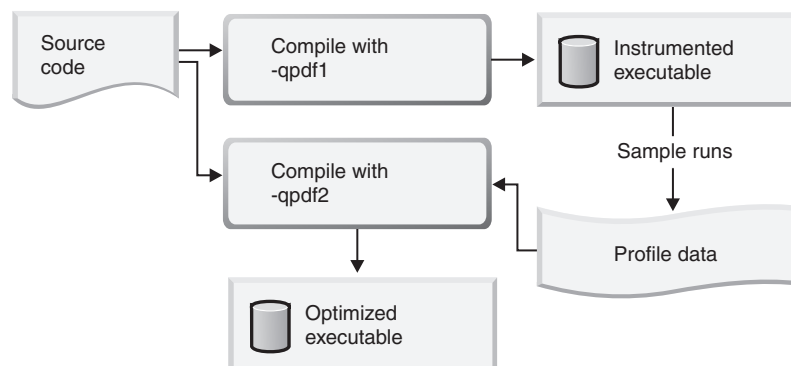 Source
code
Compile with
-qpdf1
Instrumented
executable
Sample runs
Compile with
-qpdf2
Profile data
Optimized
executable